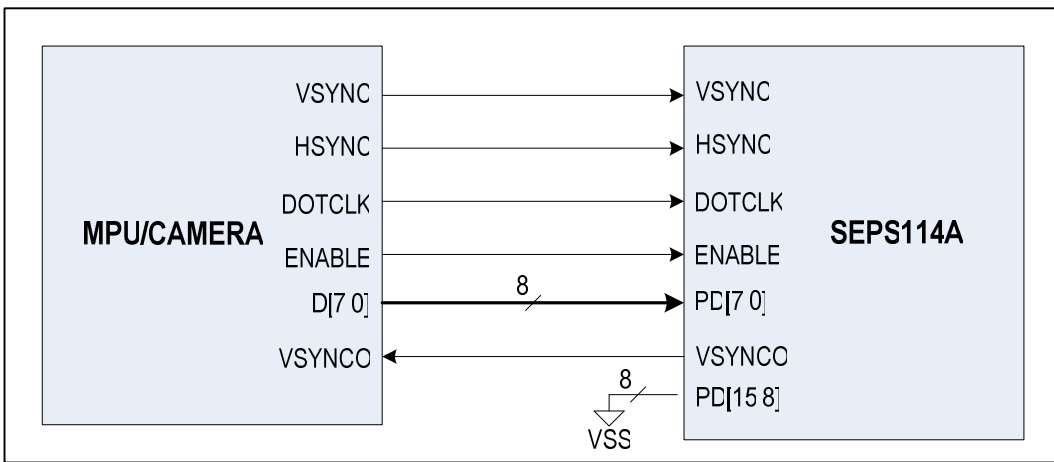 VSYNC
HSYNC
DOTCLK
ENABLE
D[7 0]
VSYNCO
MPU/CAMERA
8
8
VSS
VSYNC
HSYNC
DOTCLK
ENABLE
PD[7 0]
VSYNCO
PD[15 8]
SEPS114A